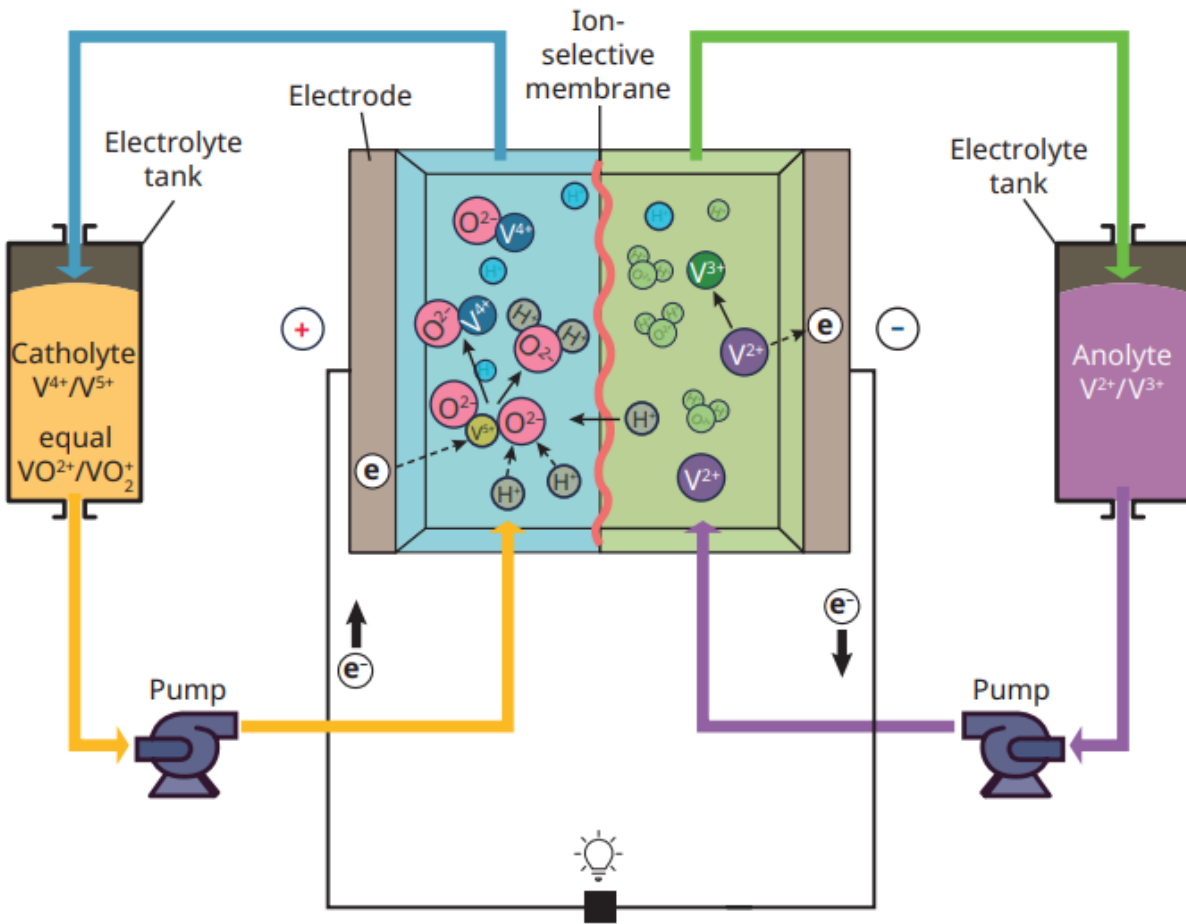 Ion-
selective
membrane
Electrode
Electrolyte
tank
Electrolyte
tank
H⁺
O²⁻
V⁴⁺
H⁺
O²⁻
V⁴⁺
H⁺
H⁺
O²⁻
H⁺
O²⁻
V⁵⁺
O²⁻
H⁺
H⁺
e
H⁺
H⁺
H⁺
V³⁺
V²⁺
e
H⁺
V²⁺
+
−
Catholyte
V⁴⁺/V⁵⁺
equal
VO²⁺/VO₂⁺
Anolyte
V²⁺/V³⁺
e⁻
e⁻
Pump
Pump